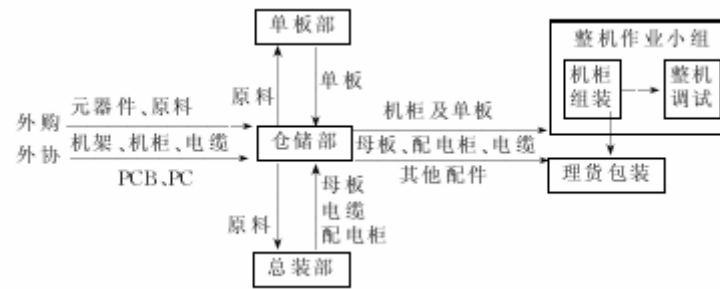 单板部
整机作业小组
机柜
组装
整机
调试
原料
单板
外购
元器件、原料
外协
机架、机柜、电缆
PCB、PC
仓储部
机柜及单板
母板、配电柜、电缆
其他配件
理货包装
原料
母板
电缆
配电柜
总装部